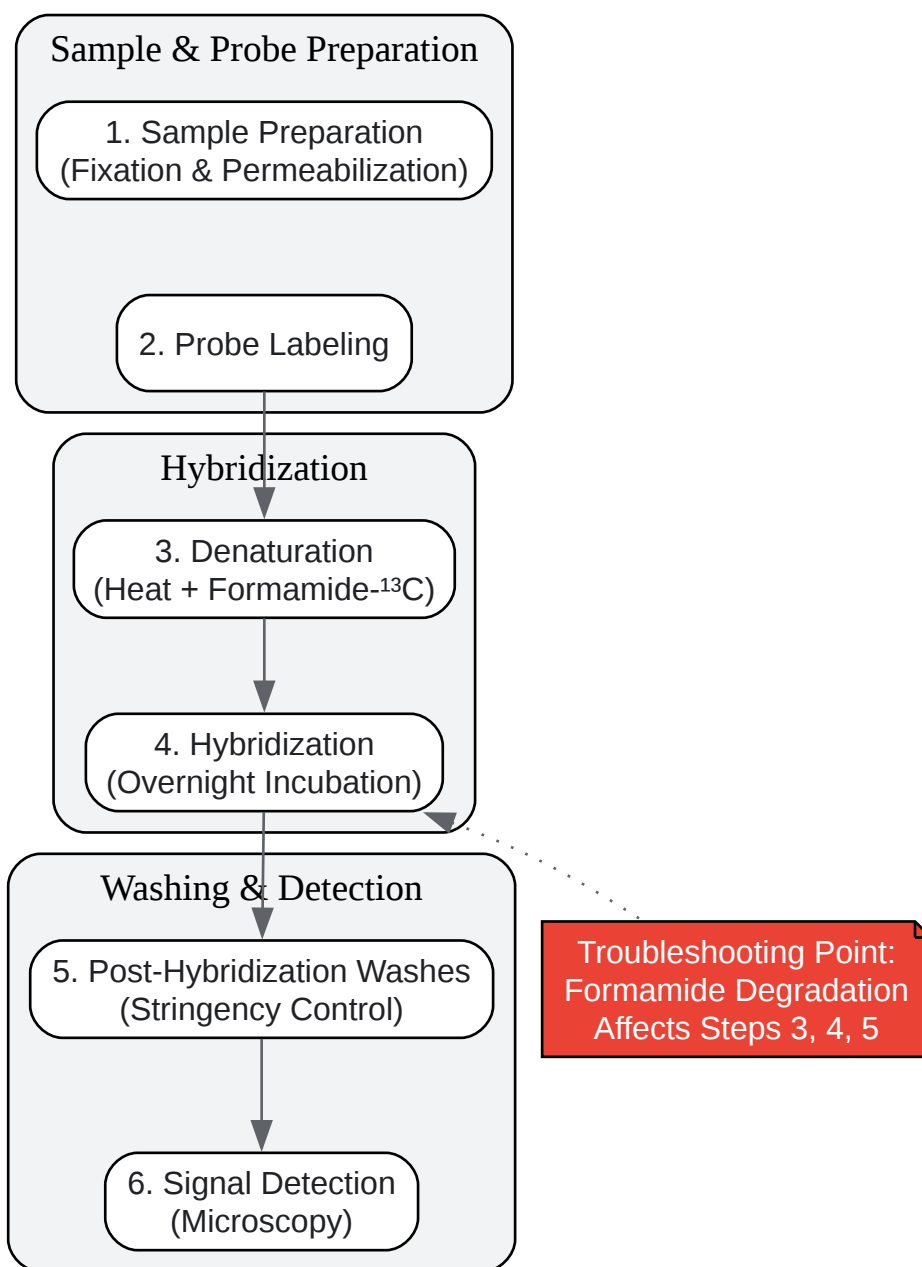 Sample & Probe Preparation
1. Sample Preparation
(Fixation & Permeabilization)
2. Probe Labeling
Hybridization
3. Denaturation
(Heat + Formamide-¹³C)
4. Hybridization
(Overnight Incubation)
Washing & Detection
5. Post-Hybridization Washes
(Stringency Control)
6. Signal Detection
(Microscopy)
Troubleshooting Point:
Formamide Degradation
Affects Steps 3, 4, 5